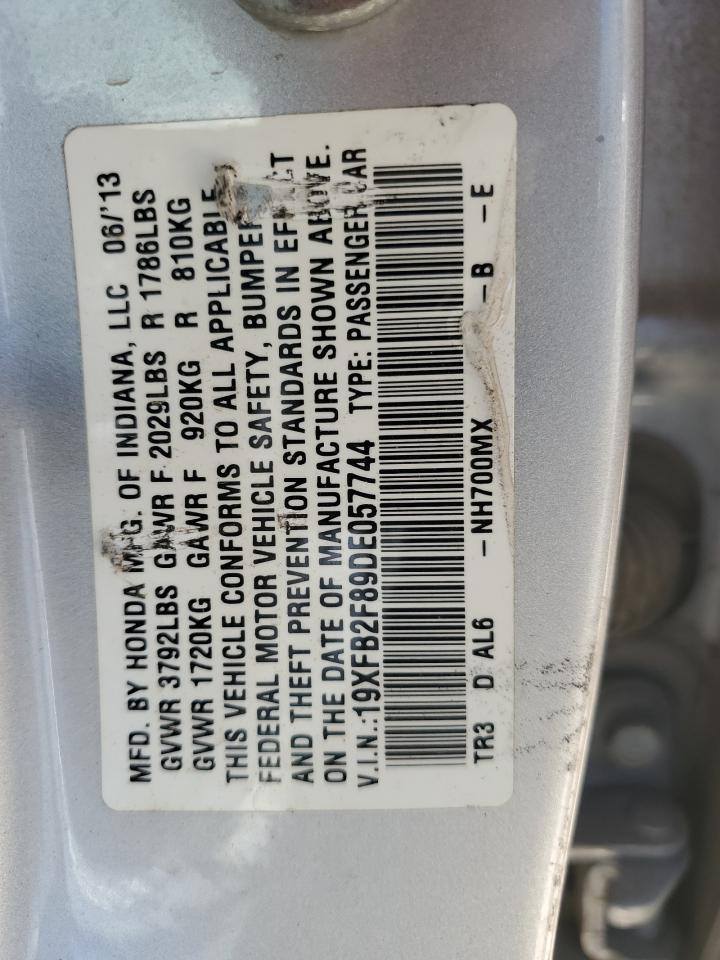 MFD. BY HONDA MFG. OF INDIANA, LLC 06/'13
GVWR 3792LBS GAWR F 2029LBS R 1786LBS
GVWR 1720KG GAWR F 920KG R 810KG
THIS VEHICLE CONFORMS TO ALL APPLICABLE
FEDERAL MOTOR VEHICLE SAFETY, BUMPER
AND THEFT PREVENTION STANDARDS IN EFFECT
ON THE DATE OF MANUFACTURE SHOWN ABOVE.
V.I.N.:19XFB2F89DE057744 TYPE: PASSENGER CAR
TR3 D AL6 -NH700MX -B -E